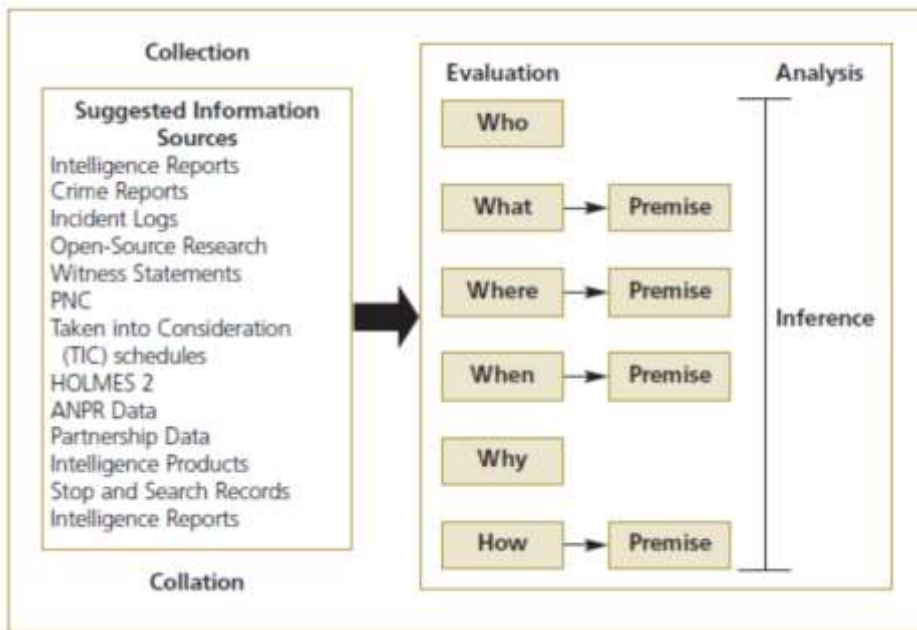 Collection
Suggested Information
Sources
Intelligence Reports
Crime Reports
Incident Logs
Open-Source Research
Witness Statements
PNC
Taken into Consideration
(TIC) schedules
HOLMES 2
ANPR Data
Partnership Data
Intelligence Products
Stop and Search Records
Intelligence Reports
Collation
Evaluation
Analysis
Who
What
Premise
Where
Premise
When
Premise
Why
How
Premise
Inference